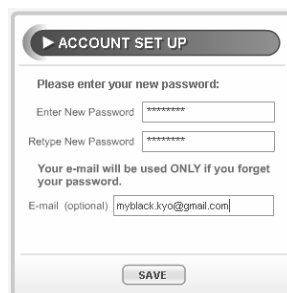 ACCOUNT SET UP
Please enter your new password:
Enter New Password ********
Retype New Password ********
Your e-mail will be used ONLY if you forget
your password.
E-mail (optional) myblack.kyo@gmail.com
SAVE